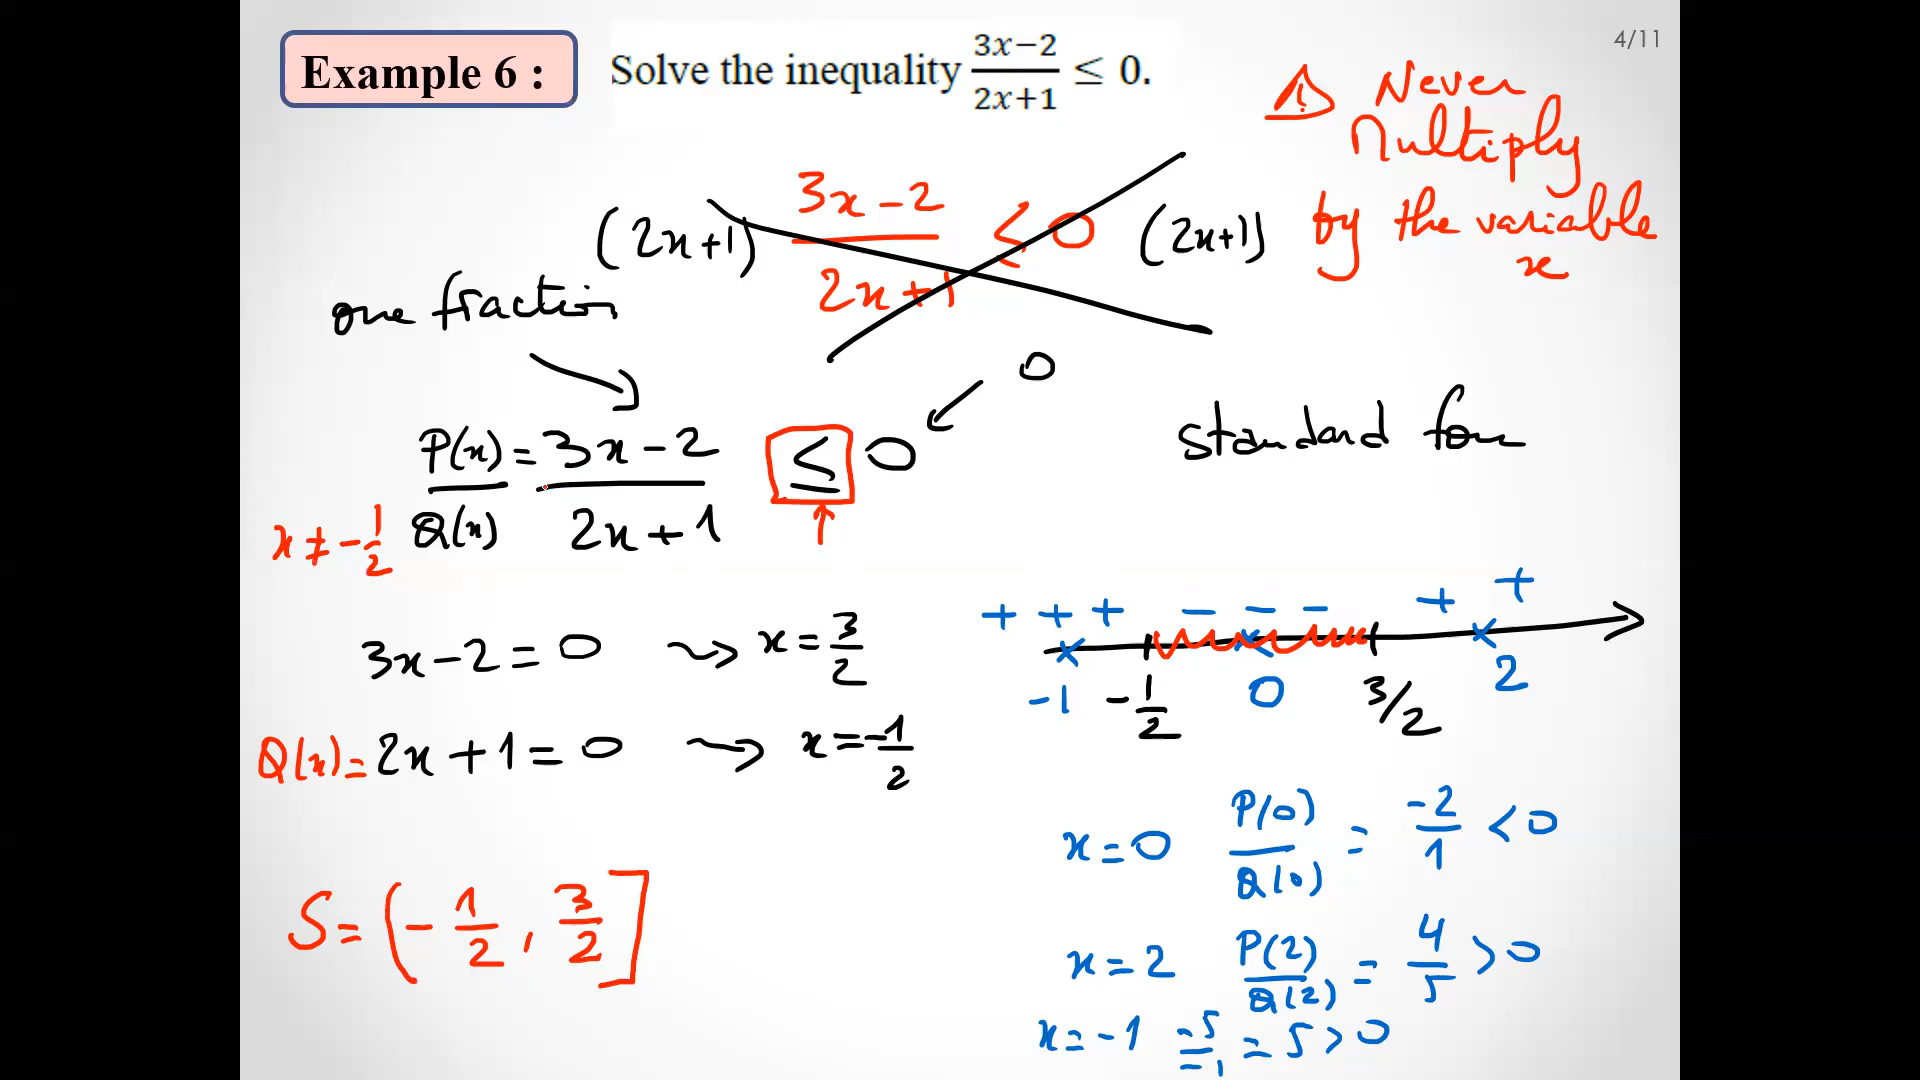 4/11
Example 6 :
Solve the inequality (3x−2)/(2x+1) ≤ 0.
⚠ Never
Multiply
by the variable
x
(2x+1) (3x-2)/(2x+1) ≤ 0 (2x+1)
one fraction
0
P(x)/Q(x) = (3x-2)/(2x+1) ≤ 0
standard form
x ≠ -1/2
+ + + - - - + +
-1 -1/2 0 3/2 2
3x-2=0 ⇝ x = 3/2
Q(x)= 2x+1=0 ⇝ x = -1/2
x=0 P(0)/Q(0) = -2/1 < 0
S = (-1/2, 3/2]
x=2 P(2)/Q(2) = 4/5 > 0
x=-1 -5/-1 = 5 > 0